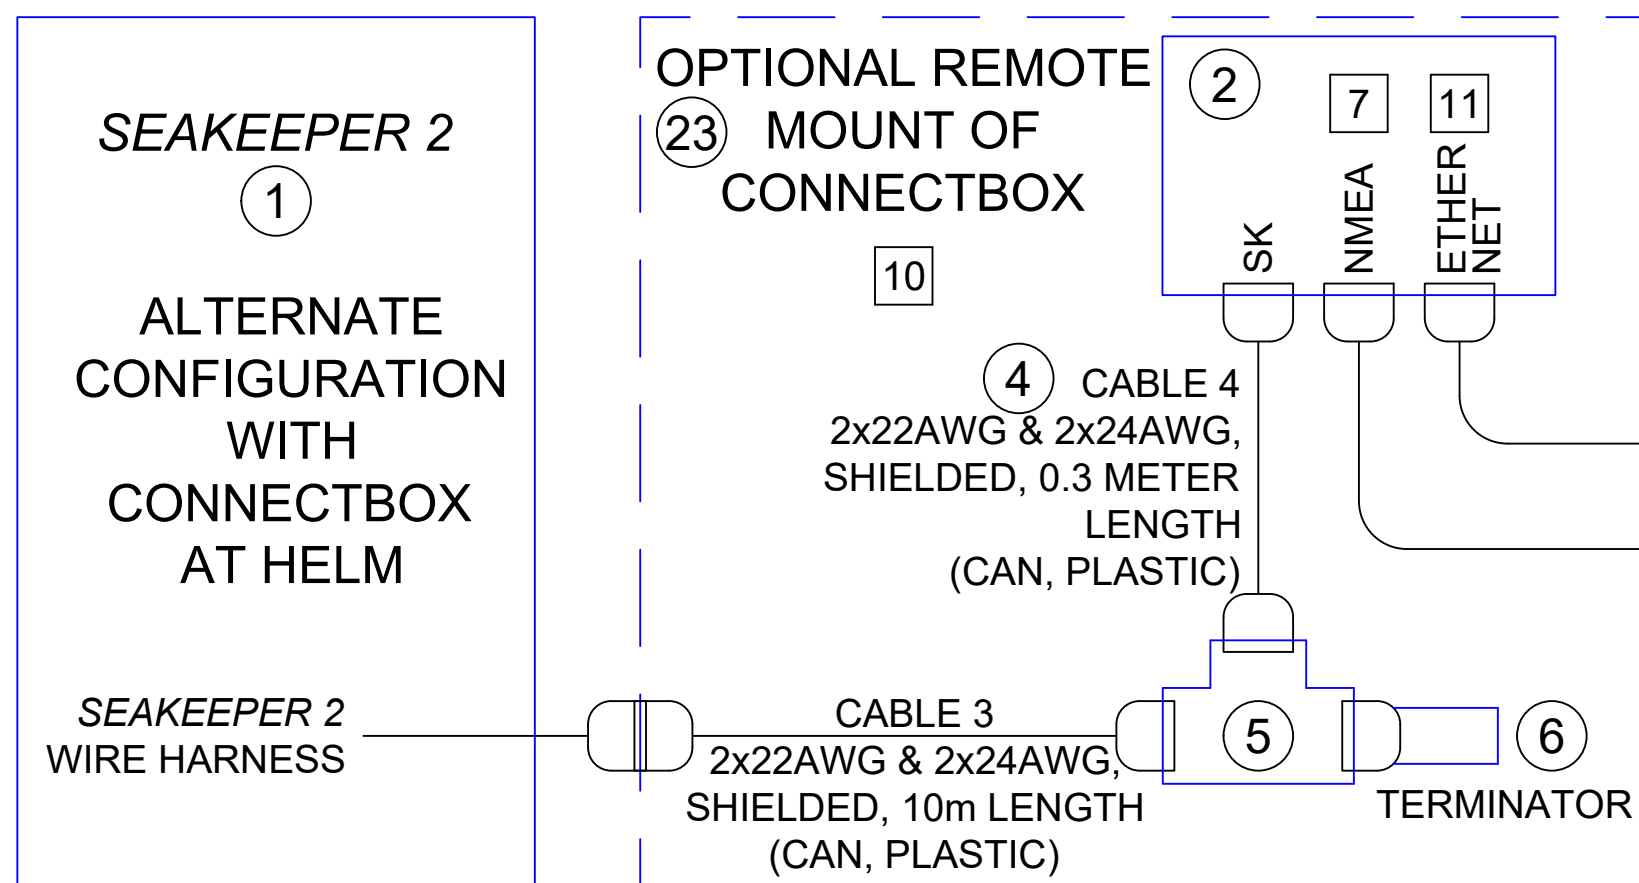 SEAKEEPER 2
1
ALTERNATE
CONFIGURATION
WITH
CONNECTBOX
AT HELM
SEAKEEPER 2
WIRE HARNESS
OPTIONAL REMOTE
23 MOUNT OF
CONNECTBOX
10
2
7
11
SK
NMEA
ETHER
NET
4 CABLE 4
2x22AWG & 2x24AWG,
SHIELDED, 0.3 METER
LENGTH
(CAN, PLASTIC)
CABLE 3
2x22AWG & 2x24AWG,
SHIELDED, 10m LENGTH
(CAN, PLASTIC)
5
6
TERMINATOR